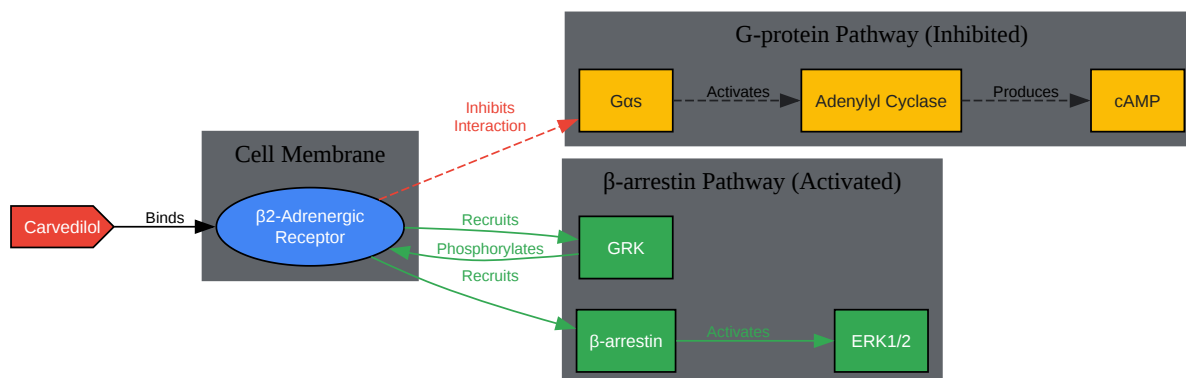 G-protein Pathway (Inhibited)
Gαs
Activates
Adenylyl Cyclase
Produces
cAMP
Inhibits
Interaction
Cell Membrane
β-arrestin Pathway (Activated)
Carvedilol
Binds
β2-Adrenergic
Receptor
Recruits
Phosphorylates
Recruits
GRK
β-arrestin
Activates
ERK1/2